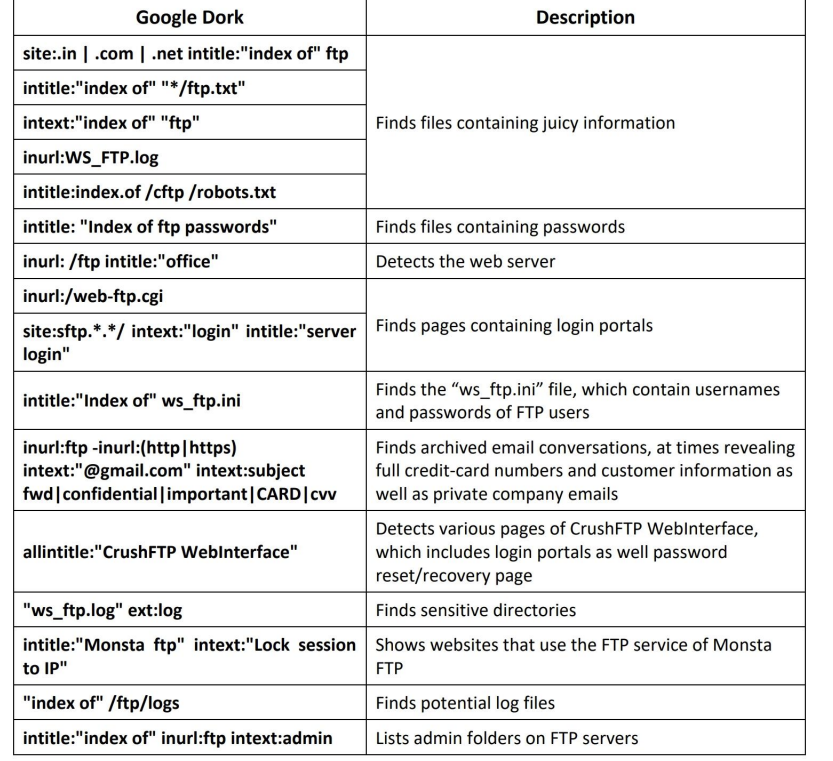 Google Dork Description
site:.in | .com | .net intitle:"index of" ftp
intitle:"index of" "*/ftp.txt"
intext:"index of" "ftp"
Finds files containing juicy information
inurl:WS_FTP.log
intitle:index.of /cftp /robots.txt
intitle: "Index of ftp passwords" Finds files containing passwords
inurl: /ftp intitle:"office" Detects the web server
inurl:/web-ftp.cgi
site:sftp.*.*/ intext:"login" intitle:"server
login"
Finds pages containing login portals
intitle:"Index of" ws_ftp.ini
Finds the “ws_ftp.ini” file, which contain usernames
and passwords of FTP users
inurl:ftp -inurl:(http|https)
intext:"@gmail.com" intext:subject
fwd|confidential|important|CARD|cvv
Finds archived email conversations, at times revealing
full credit-card numbers and customer information as
well as private company emails
allintitle:"CrushFTP WebInterface"
Detects various pages of CrushFTP WebInterface,
which includes login portals as well password
reset/recovery page
"ws_ftp.log" ext:log Finds sensitive directories
intitle:"Monsta ftp" intext:"Lock session
to IP"
Shows websites that use the FTP service of Monsta
FTP
"index of" /ftp/logs Finds potential log files
intitle:"index of" inurl:ftp intext:admin Lists admin folders on FTP servers